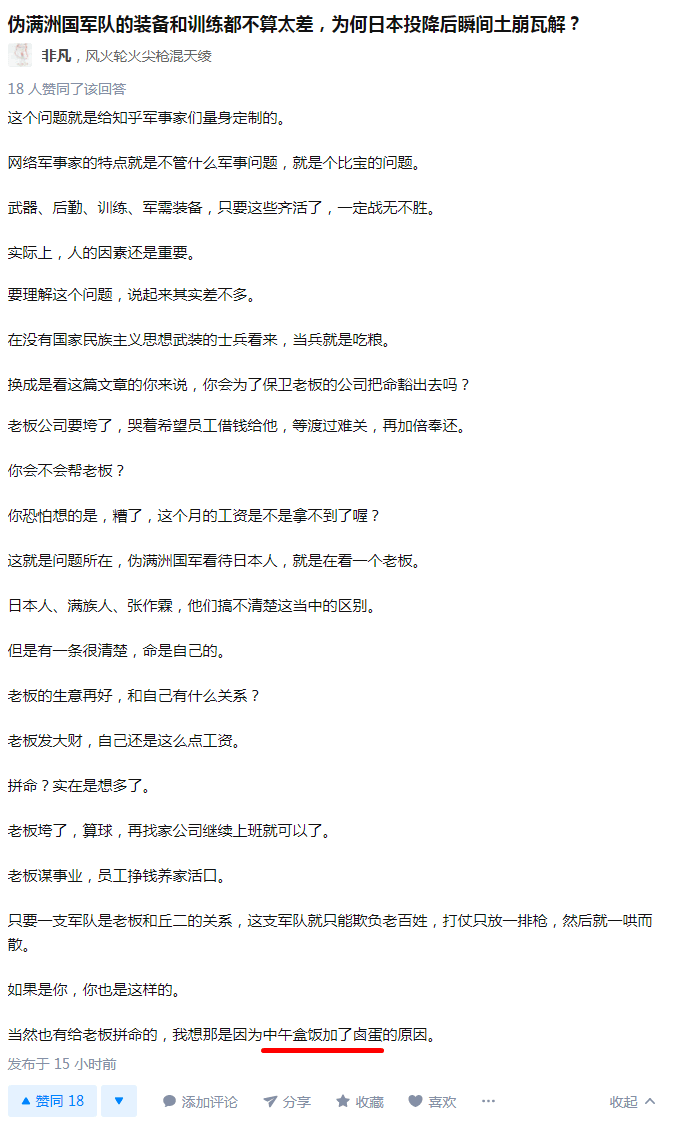 伪满洲国军队的装备和训练都不算太差，为何日本投降后瞬间土崩瓦解？
非凡，风火轮火尖枪混天绫
18 人赞同了该回答
这个问题就是给知乎军事家们量身定制的。
网络军事家的特点就是不管什么军事问题，就是个比宝的问题。
武器、后勤、训练、军需装备，只要这些齐活了，一定战无不胜。
实际上，人的因素还是重要。
要理解这个问题，说起来其实差不多。
在没有国家民族主义思想武装的士兵看来，当兵就是吃粮。
换成是看这篇文章的你来说，你会为了保卫老板的公司把命豁出去吗？
老板公司要垮了，哭着希望员工借钱给他，等渡过难关，再加倍奉还。
你会不会帮老板？
你恐怕想的是，糟了，这个月的工资是不是拿不到了喔？
这就是问题所在，伪满洲国军看待日本人，就是在看一个老板。
日本人、满族人、张作霖，他们搞不清楚这当中的区别。
但是有一条很清楚，命是自己的。
老板的生意再好，和自己有什么关系？
老板发大财，自己还是这么点工资。
拼命？实在是想多了。
老板垮了，算球，再找家公司继续上班就可以了。
老板谋事业，员工挣钱养家活口。
只要一支军队是老板和丘二的关系，这支军队就只能欺负老百姓，打仗只放一排枪，然后就一哄而
散。
如果是你，你也是这样的。
当然也有给老板拼命的，我想那是因为中午盒饭加了卤蛋的原因。
发布于 15 小时前
赞同 18 添加评论 分享 收藏 喜欢 收起